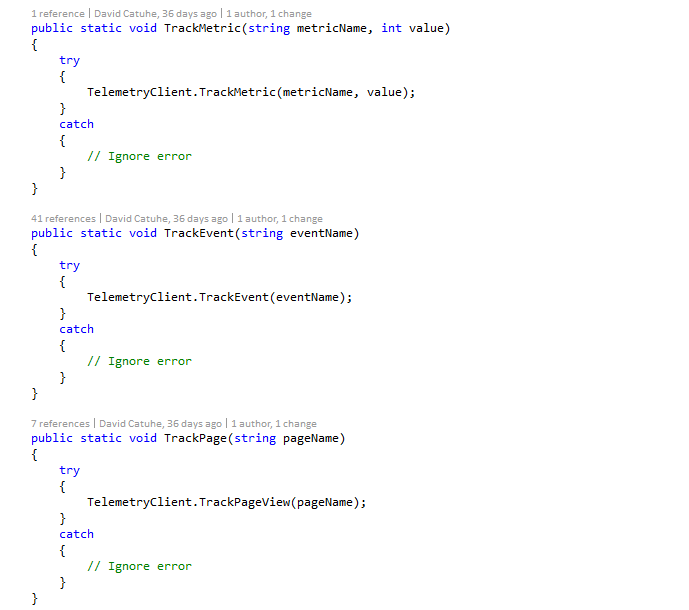 1 reference | David Catuhe, 36 days ago | 1 author, 1 change
public static void TrackMetric(string metricName, int value)
{
    try
    {
        TelemetryClient.TrackMetric(metricName, value);
    }
    catch
    {
        // Ignore error
    }
}
41 references | David Catuhe, 36 days ago | 1 author, 1 change
public static void TrackEvent(string eventName)
{
    try
    {
        TelemetryClient.TrackEvent(eventName);
    }
    catch
    {
        // Ignore error
    }
}
7 references | David Catuhe, 36 days ago | 1 author, 1 change
public static void TrackPage(string pageName)
{
    try
    {
        TelemetryClient.TrackPageView(pageName);
    }
    catch
    {
        // Ignore error
    }
}